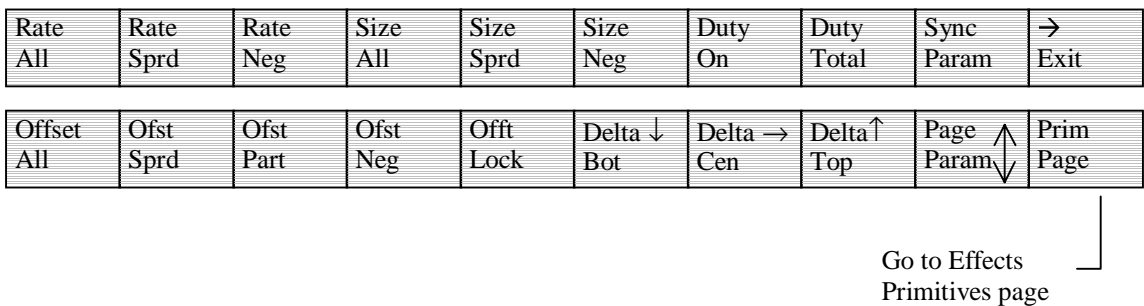 Rate Rate Rate Size Size Size Duty Duty Sync →
All Sprd Neg All Sprd Neg On Total Param Exit
Offset Ofst Ofst Ofst Offt Delta ↓ Delta → Delta↑ Page Prim
All Sprd Part Neg Lock Bot Cen Top Param Page
Go to Effects
Primitives page